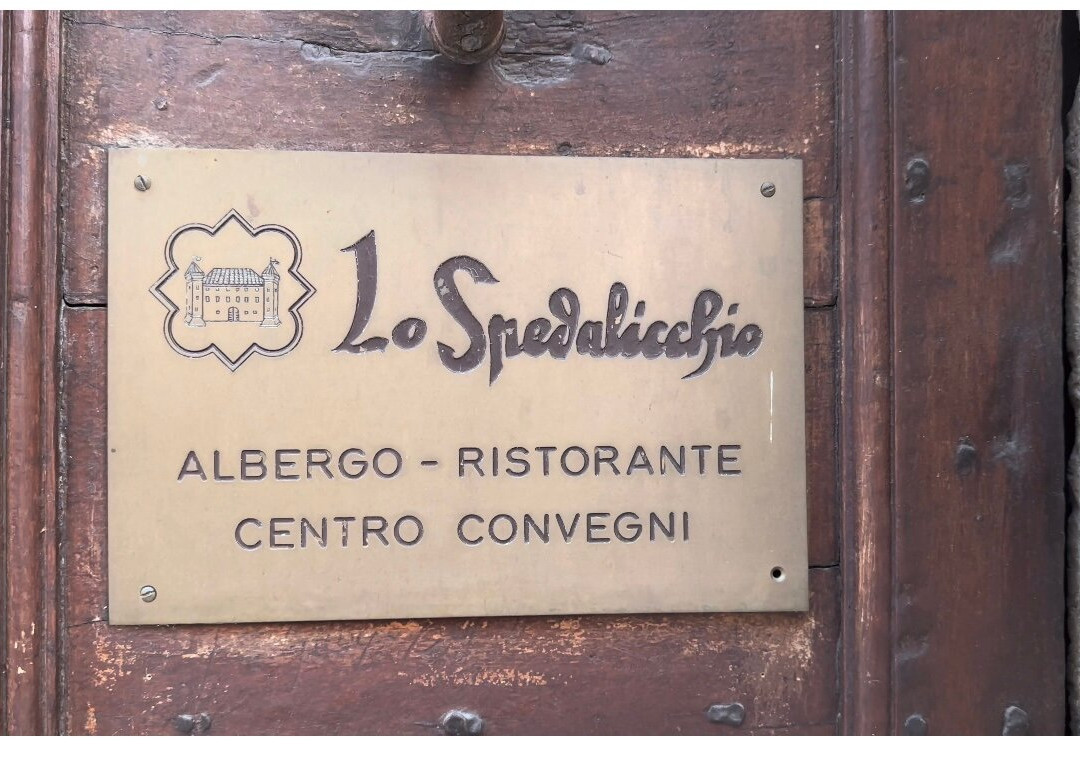 Lo Spedalicchio
ALBERGO - RISTORANTE
CENTRO CONVEGNI